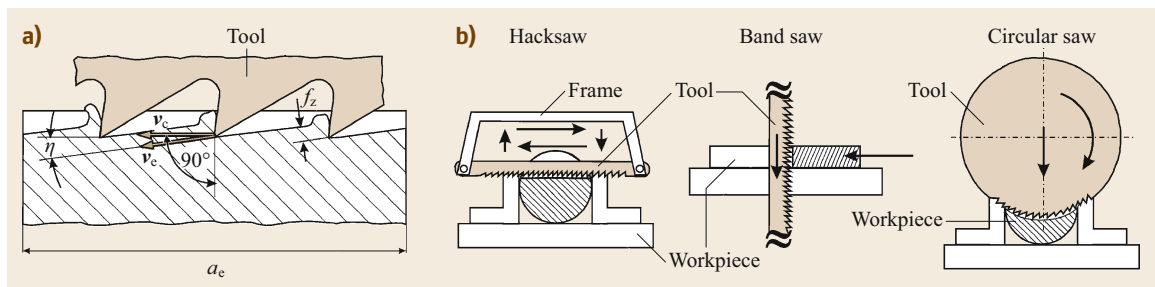 a)
Tool
v_c
f_z
η
v_e
90°
a_e
b)
Hacksaw
Band saw
Circular saw
Frame
Tool
Tool
Workpiece
Workpiece